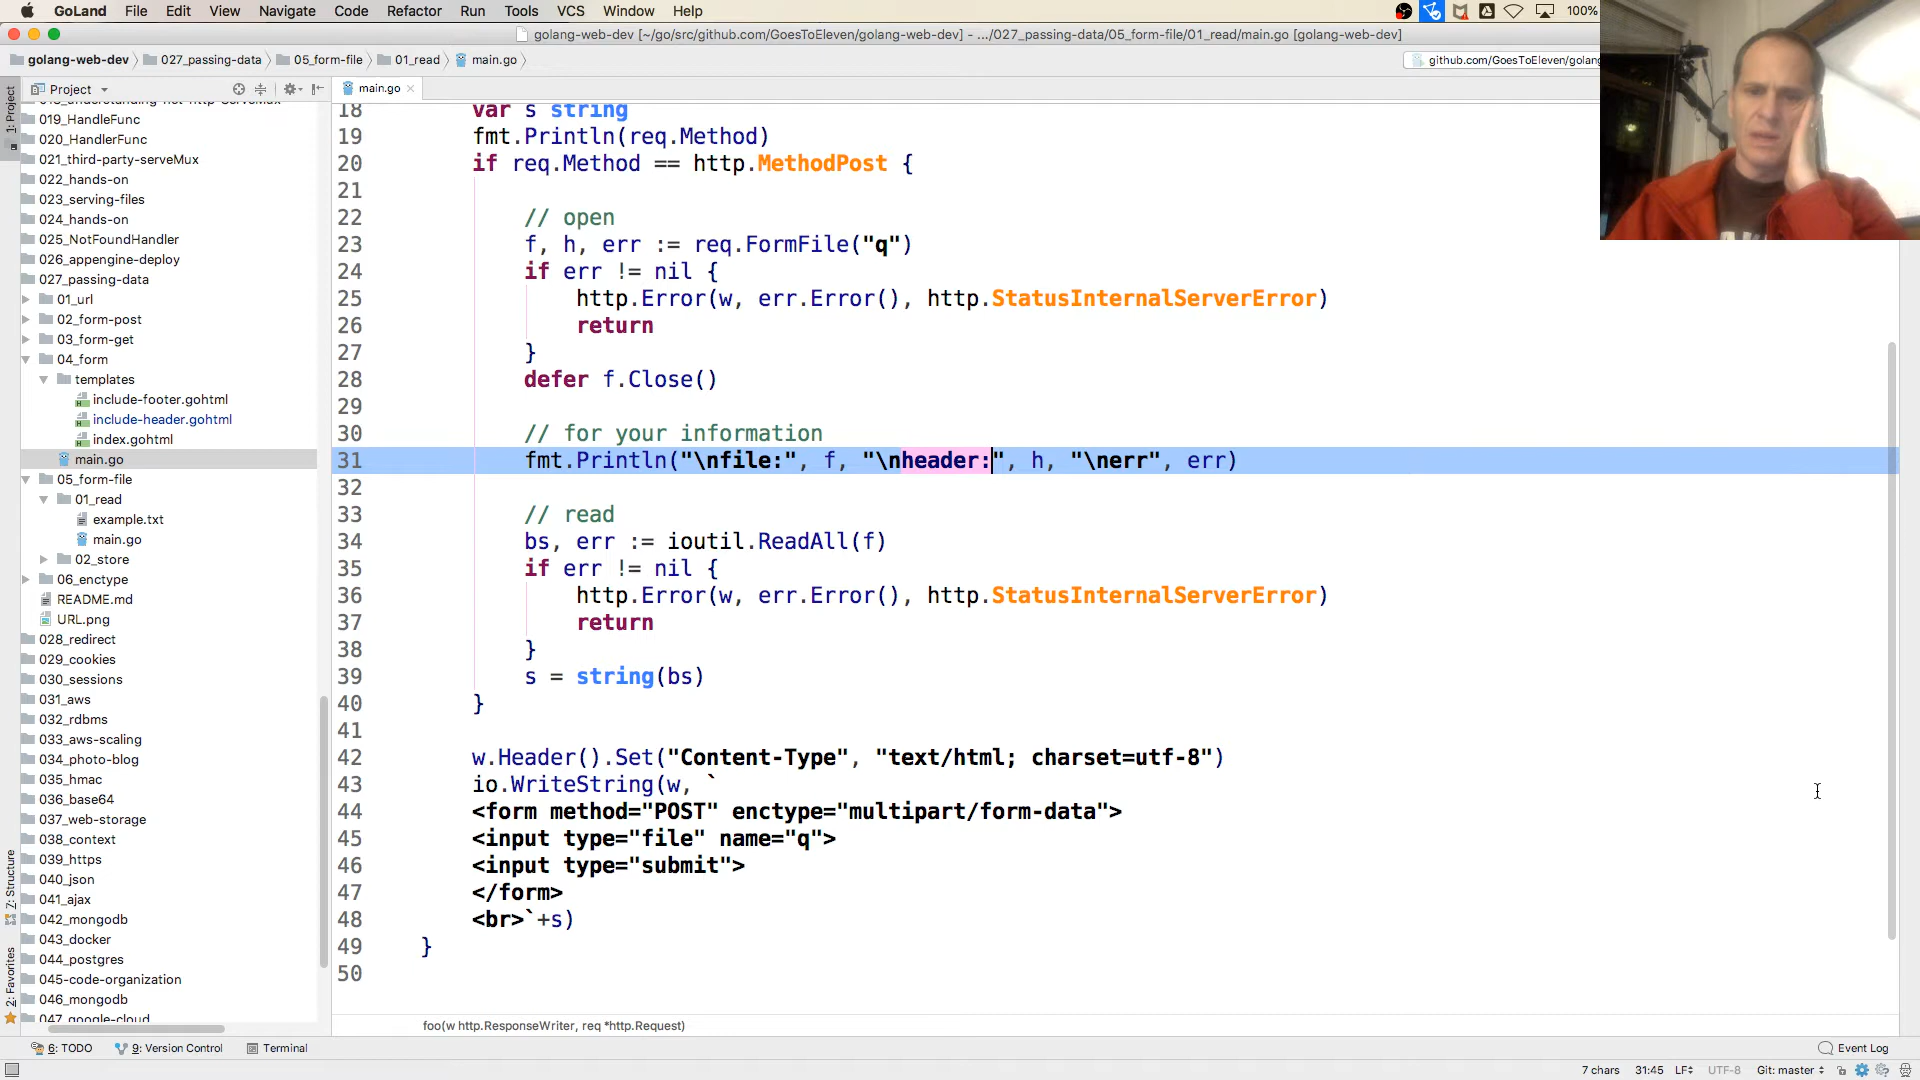 GoLand File Edit View Navigate Code Refactor Run Tools VCS Window Help 100%
golang-web-dev [~/go/src/github.com/GoesToEleven/golang-web-dev] - .../027_passing-data/05_form-file/01_read/main.go [golang-web-dev]
golang-web-dev 027_passing-data 05_form-file 01_read main.go github.com/GoesToEleven/golang
Project main.go
1: Project
019_HandleFunc
020_HandlerFunc
021_third-party-serveMux
022_hands-on
023_serving-files
024_hands-on
025_NotFoundHandler
026_appengine-deploy
027_passing-data
01_url
02_form-post
03_form-get
04_form
templates
include-footer.gohtml
include-header.gohtml
index.gohtml
main.go
05_form-file
01_read
example.txt
main.go
02_store
06_enctype
README.md
URL.png
028_redirect
029_cookies
030_sessions
031_aws
032_rdbms
033_aws-scaling
034_photo-blog
035_hmac
036_base64
037_web-storage
038_context
039_https
040_json
041_ajax
042_mongodb
043_docker
044_postgres
045-code-organization
046_mongodb
047_google-cloud
7: Structure
2: Favorites
18 var s string
19 fmt.Println(req.Method)
20 if req.Method == http.MethodPost {
21
22 // open
23 f, h, err := req.FormFile("q")
24 if err != nil {
25 http.Error(w, err.Error(), http.StatusInternalServerError)
26 return
27 }
28 defer f.Close()
29
30 // for your information
31 fmt.Println("\nfile:", f, "\nheader:", h, "\nerr", err)
32
33 // read
34 bs, err := ioutil.ReadAll(f)
35 if err != nil {
36 http.Error(w, err.Error(), http.StatusInternalServerError)
37 return
38 }
39 s = string(bs)
40 }
41
42 w.Header().Set("Content-Type", "text/html; charset=utf-8")
43 io.WriteString(w, `
44 <form method="POST" enctype="multipart/form-data">
45 <input type="file" name="q">
46 <input type="submit">
47 </form>
48 <br>`+s)
49 }
50
foo(w http.ResponseWriter, req *http.Request)
6: TODO 9: Version Control Terminal Event Log
7 chars 31:45 LF UTF-8 Git: master